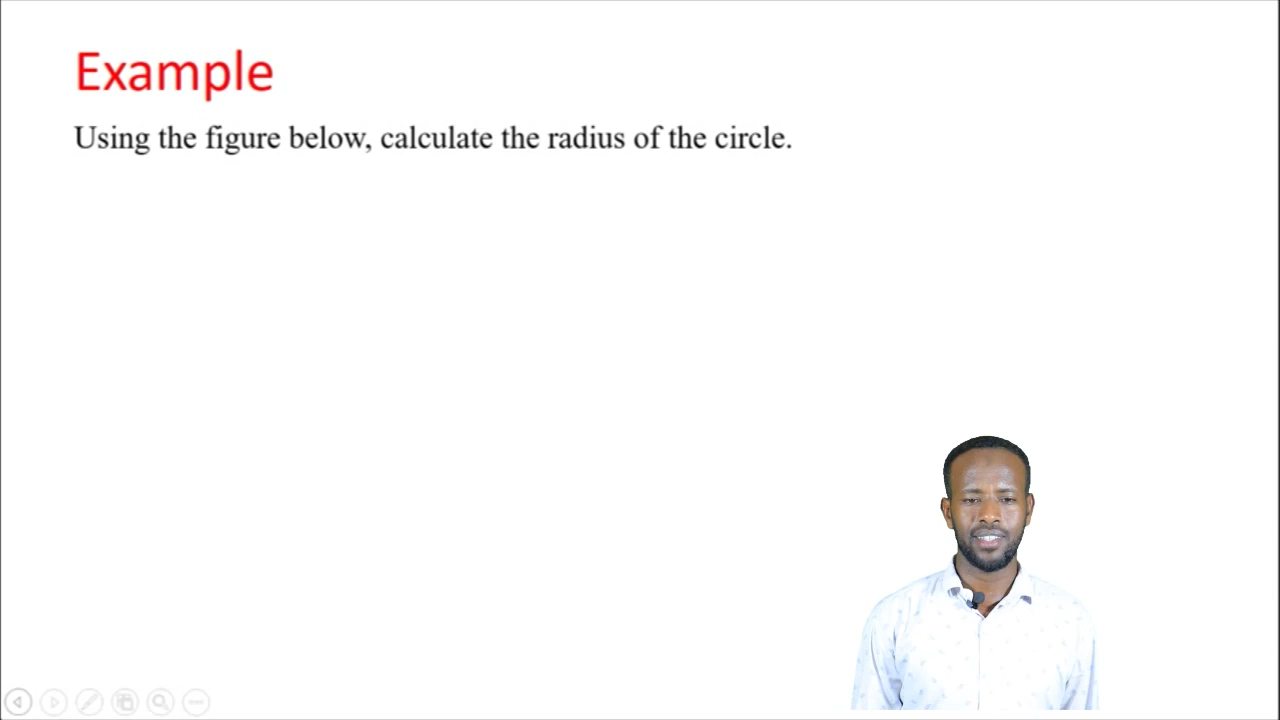 Example
Using the figure below, calculate the radius of the circle.